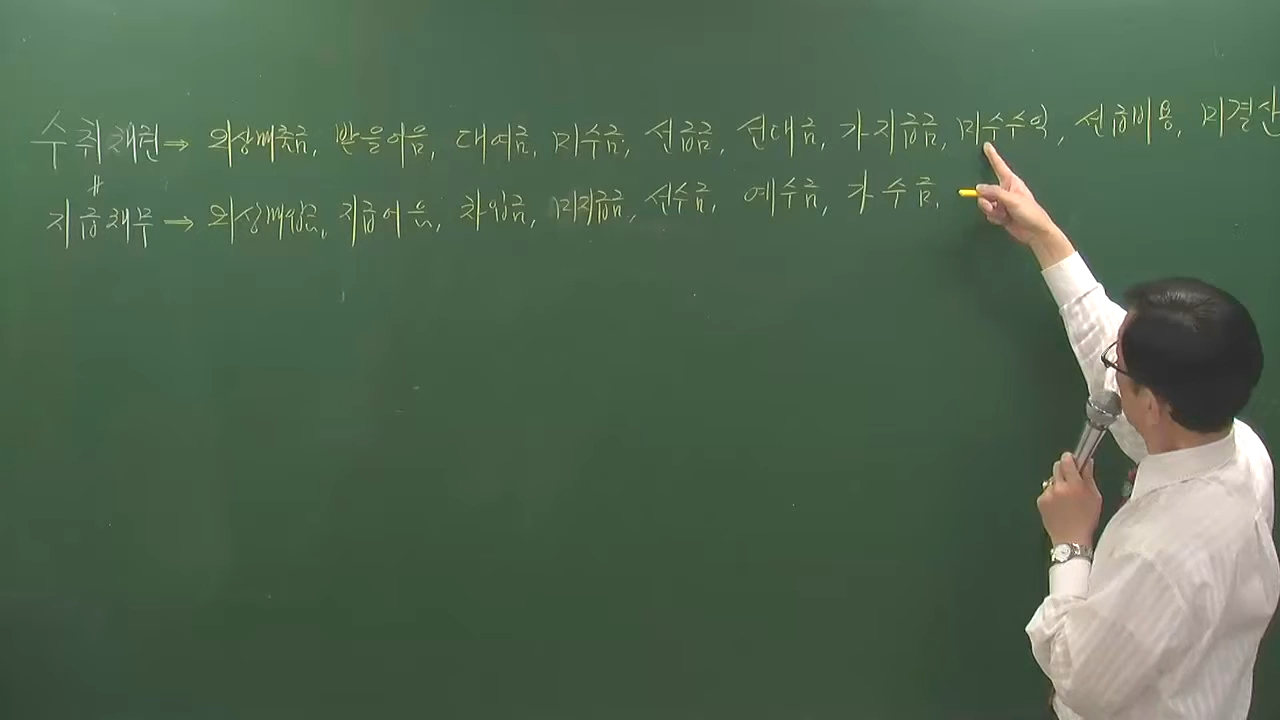 수취채권 ⇒ 외상매출금, 받을어음, 대여금, 미수금, 선급금, 선대금, 가지급금, 미수수익, 선급비용, 미결산
#
지급채무 ⇒ 외상매입금, 지급어음, 차입금, 미지급금, 선수금, 예수금, 가수금,